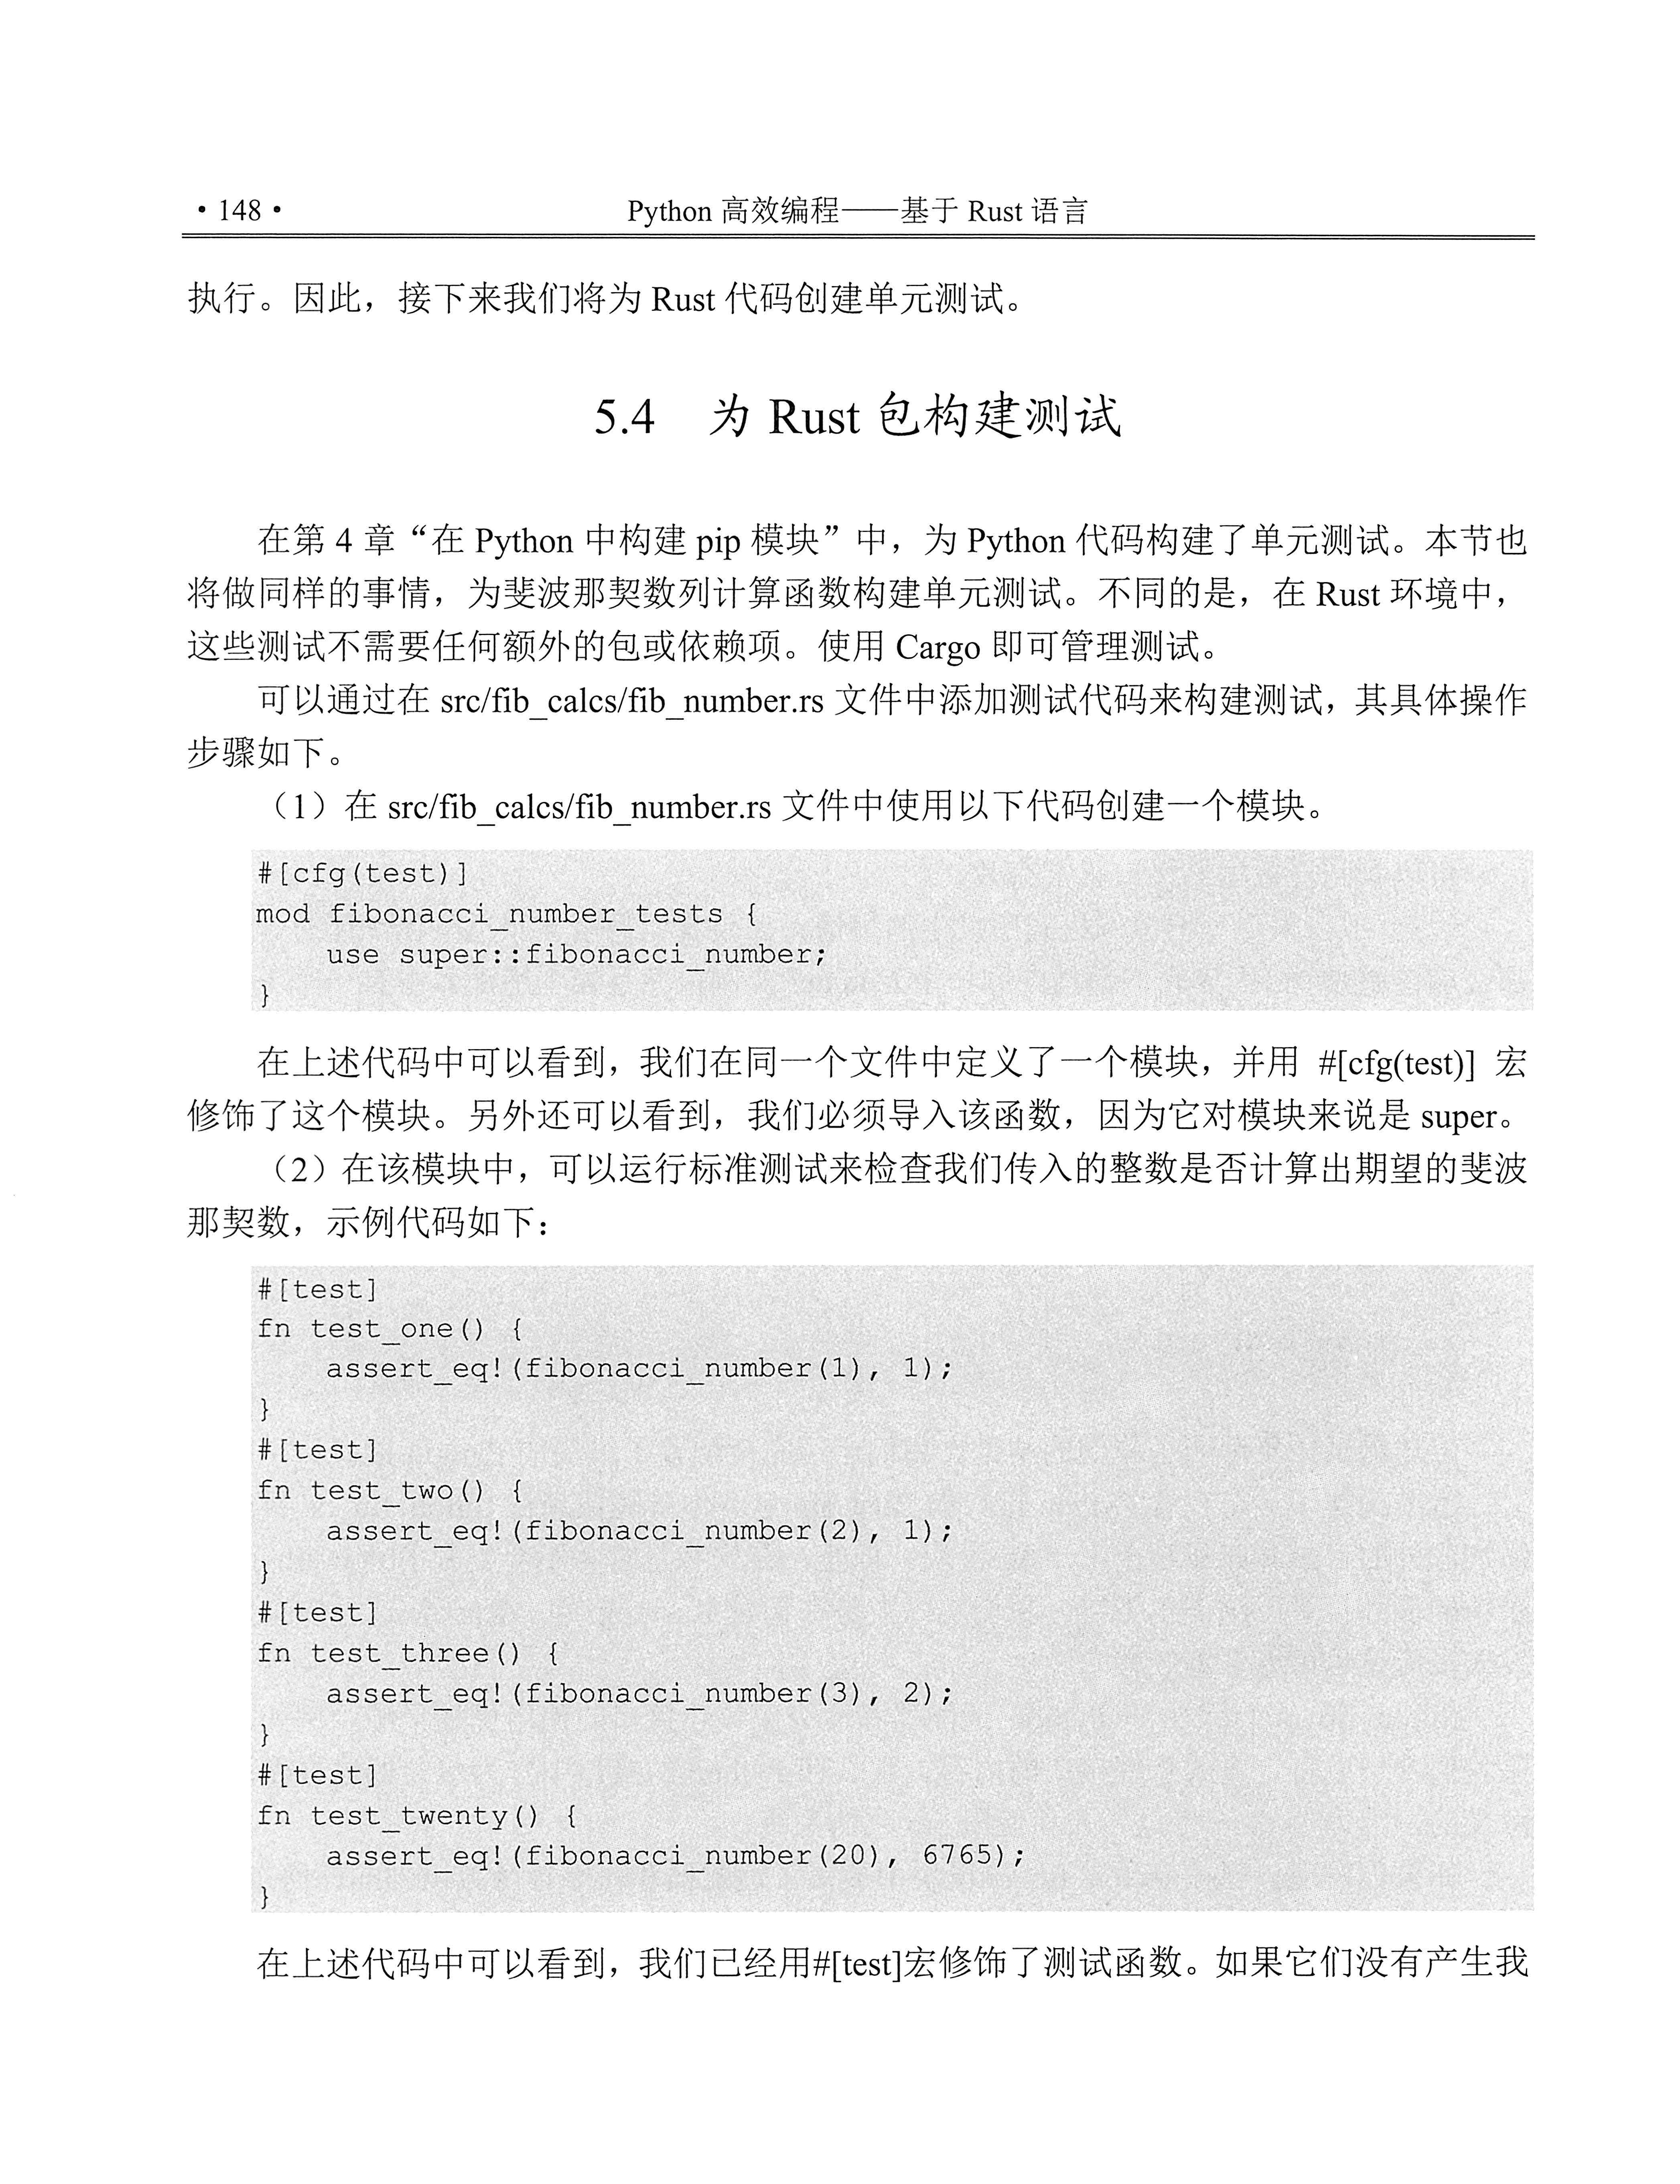 • 148 •
Python 高效编程——基于 Rust 语言
执行。因此，接下来我们将为 Rust 代码创建单元测试。
5.4 为 Rust 包构建测试
在第 4 章“在 Python 中构建 pip 模块”中，为 Python 代码构建了单元测试。本节也
将做同样的事情，为斐波那契数列计算函数构建单元测试。不同的是，在 Rust 环境中，
这些测试不需要任何额外的包或依赖项。使用 Cargo 即可管理测试。
可以通过在 src/fib_calcs/fib_number.rs 文件中添加测试代码来构建测试，其具体操作
步骤如下。
（1）在 src/fib_calcs/fib_number.rs 文件中使用以下代码创建一个模块。
#[cfg(test)]
mod fibonacci_number_tests {
    use super::fibonacci_number;
}
在上述代码中可以看到，我们在同一个文件中定义了一个模块，并用 #[cfg(test)] 宏
修饰了这个模块。另外还可以看到，我们必须导入该函数，因为它对模块来说是 super。
（2）在该模块中，可以运行标准测试来检查我们传入的整数是否计算出期望的斐波
那契数，示例代码如下：
#[test]
fn test_one() {
    assert_eq!(fibonacci_number(1), 1);
}
#[test]
fn test_two() {
    assert_eq!(fibonacci_number(2), 1);
}
#[test]
fn test_three() {
    assert_eq!(fibonacci_number(3), 2);
}
#[test]
fn test_twenty() {
    assert_eq!(fibonacci_number(20), 6765);
}
在上述代码中可以看到，我们已经用#[test]宏修饰了测试函数。如果它们没有产生我